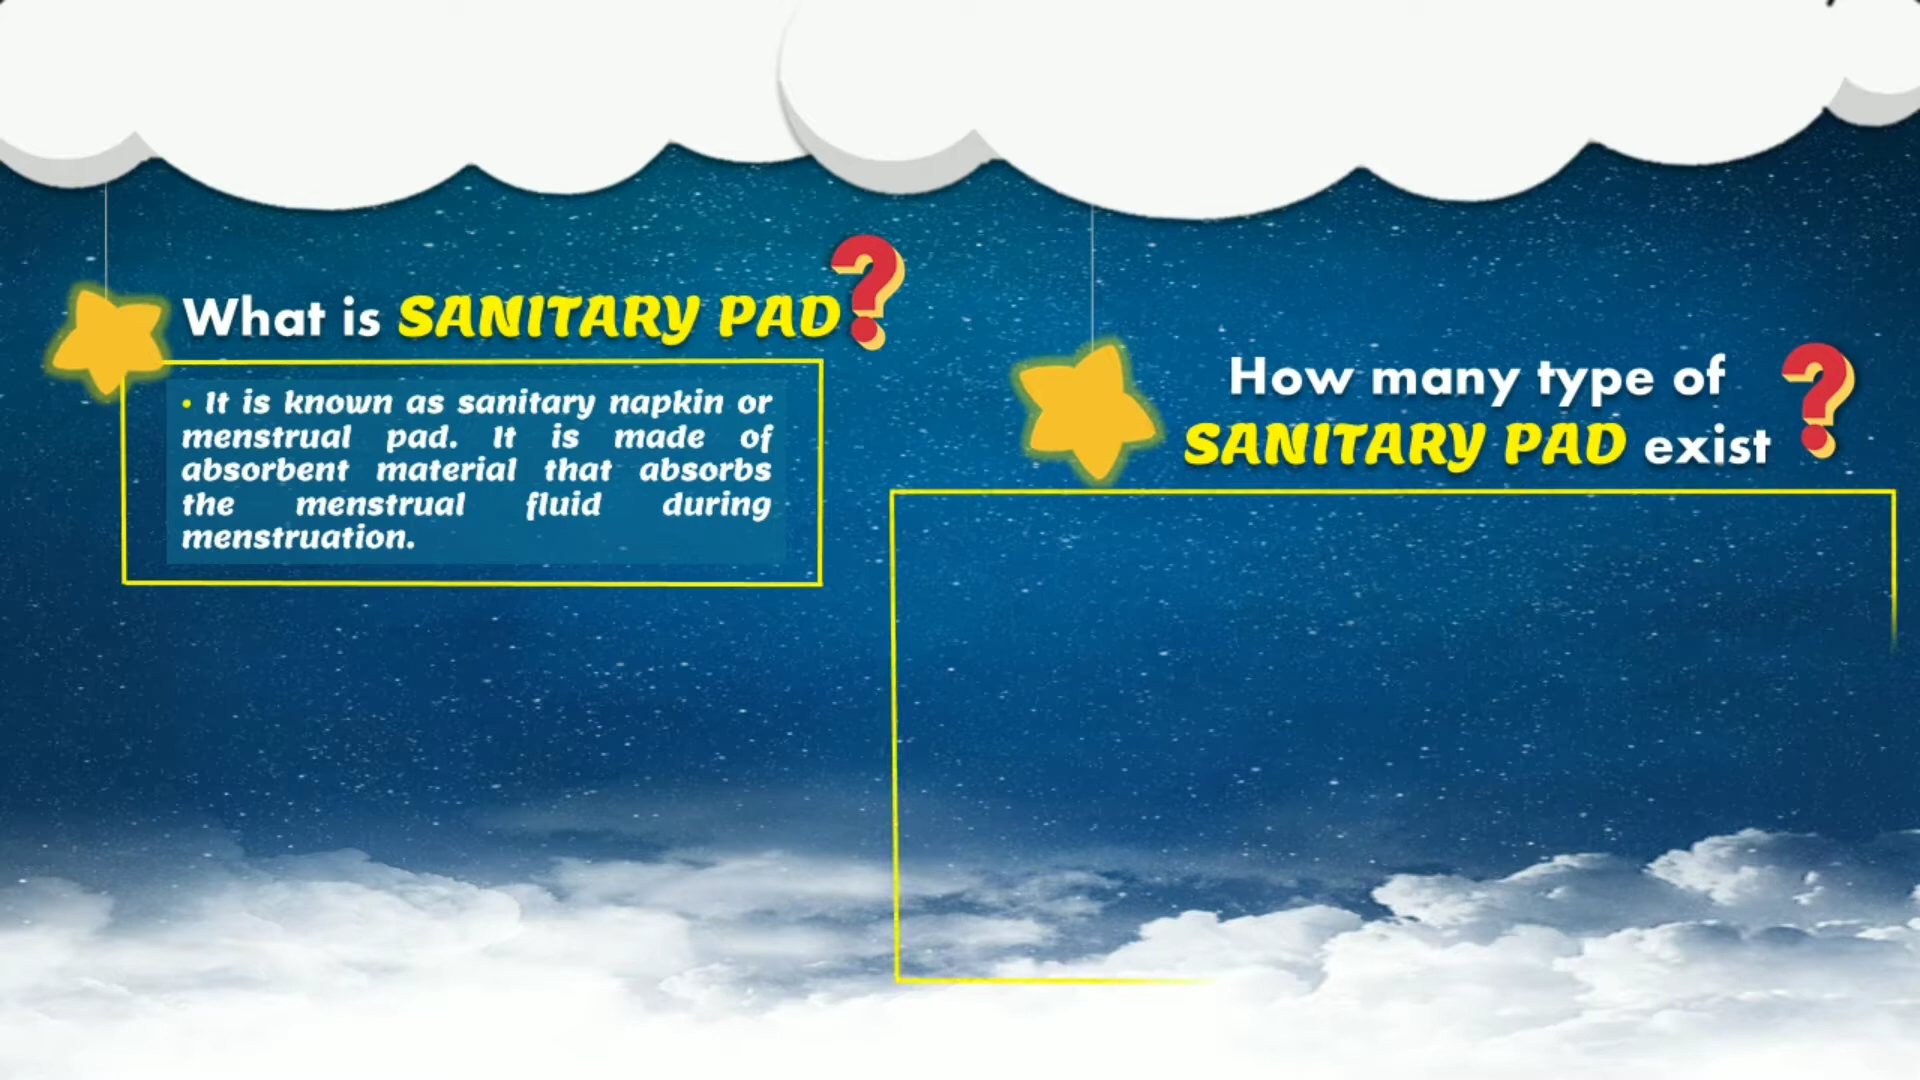 What is SANITARY PAD?
• It is known as sanitary napkin or
menstrual pad. It is made of
absorbent material that absorbs
the menstrual fluid during
menstruation.
How many type of
SANITARY PAD exist ?